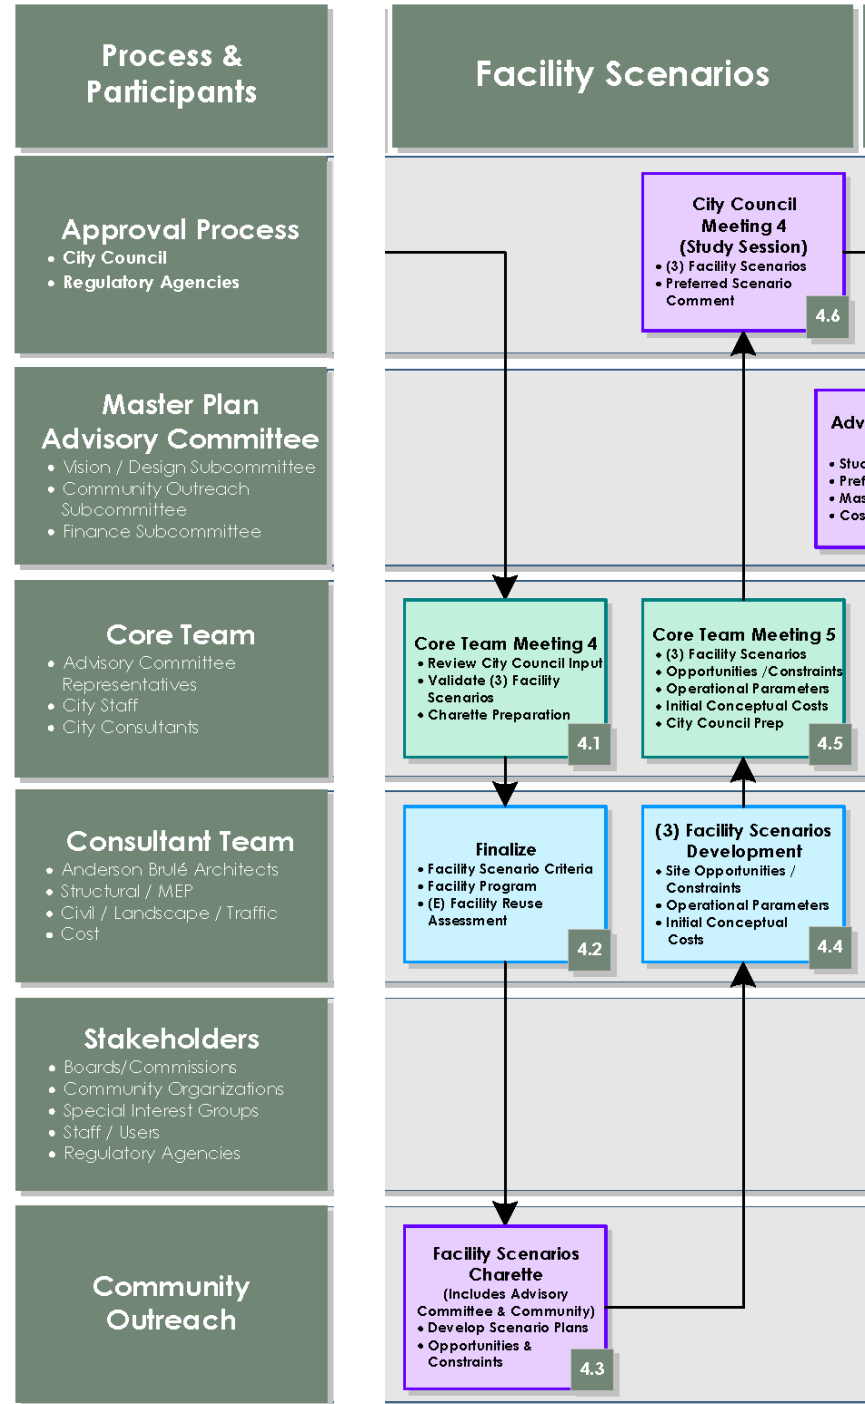 Process &
Participants
Facility Scenarios
Approval Process
• City Council
• Regulatory Agencies
City Council
Meeting 4
(Study Session)
• (3) Facility Scenarios
• Preferred Scenario
Comment
4.6
Master Plan
Advisory Committee
• Vision / Design Subcommittee
• Community Outreach
Subcommittee
• Finance Subcommittee
Adv
• Stu
• Pref
• Mas
• Cos
Core Team
• Advisory Committee
Representatives
• City Staff
• City Consultants
Core Team Meeting 4
• Review City Council Input
• Validate (3) Facility
Scenarios
• Charette Preparation
4.1
Core Team Meeting 5
• (3) Facility Scenarios
• Opportunities /Constraints
• Operational Parameters
• Initial Conceptual Costs
• City Council Prep
4.5
Consultant Team
• Anderson Brulé Architects
• Structural / MEP
• Civil / Landscape / Traffic
• Cost
Finalize
• Facility Scenario Criteria
• Facility Program
• (E) Facility Reuse
Assessment
4.2
(3) Facility Scenarios
Development
• Site Opportunities /
Constraints
• Operational Parameters
• Initial Conceptual
Costs
4.4
Stakeholders
• Boards/Commissions
• Community Organizations
• Special Interest Groups
• Staff / Users
• Regulatory Agencies
Community
Outreach
Facility Scenarios
Charette
(Includes Advisory
Committee & Community)
• Develop Scenario Plans
• Opportunities &
Constraints
4.3